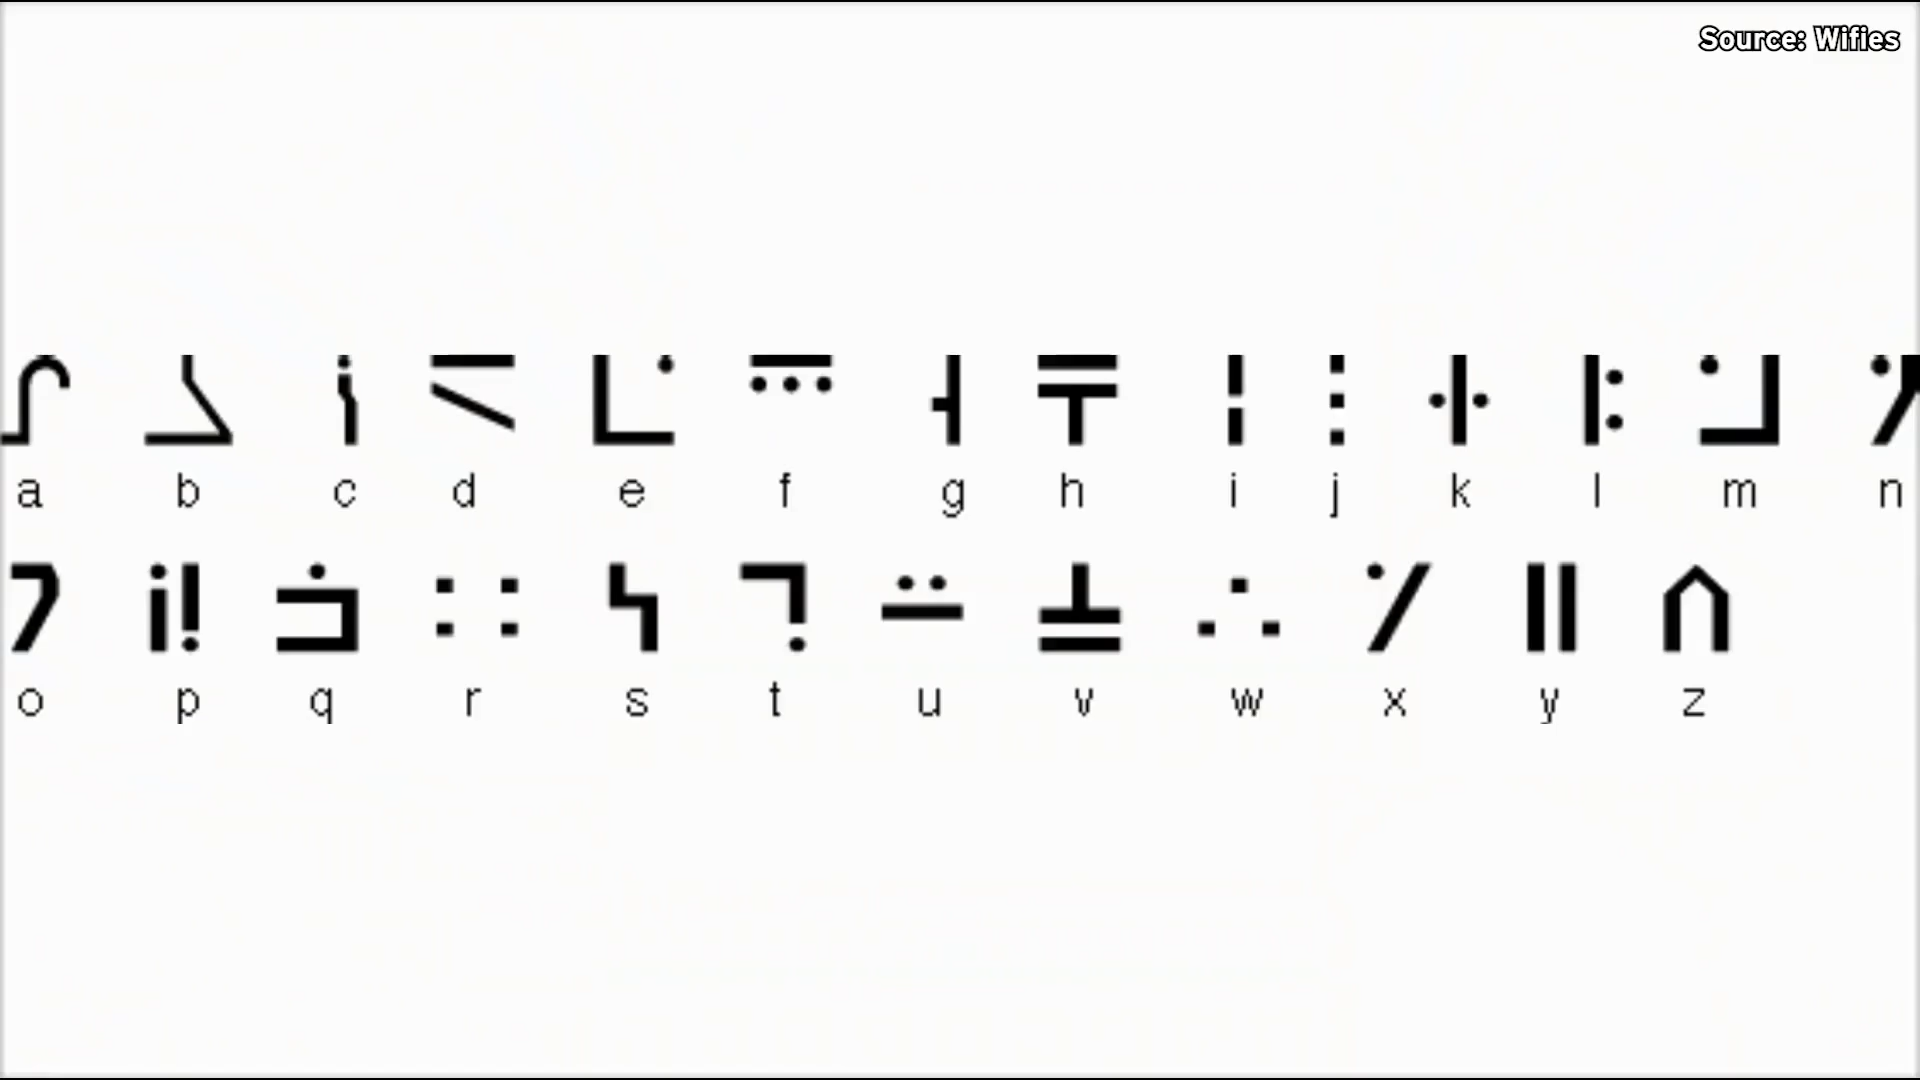 Source: Wifies
a b c d e f g h i j k l m n
o p q r s t u v w x y z